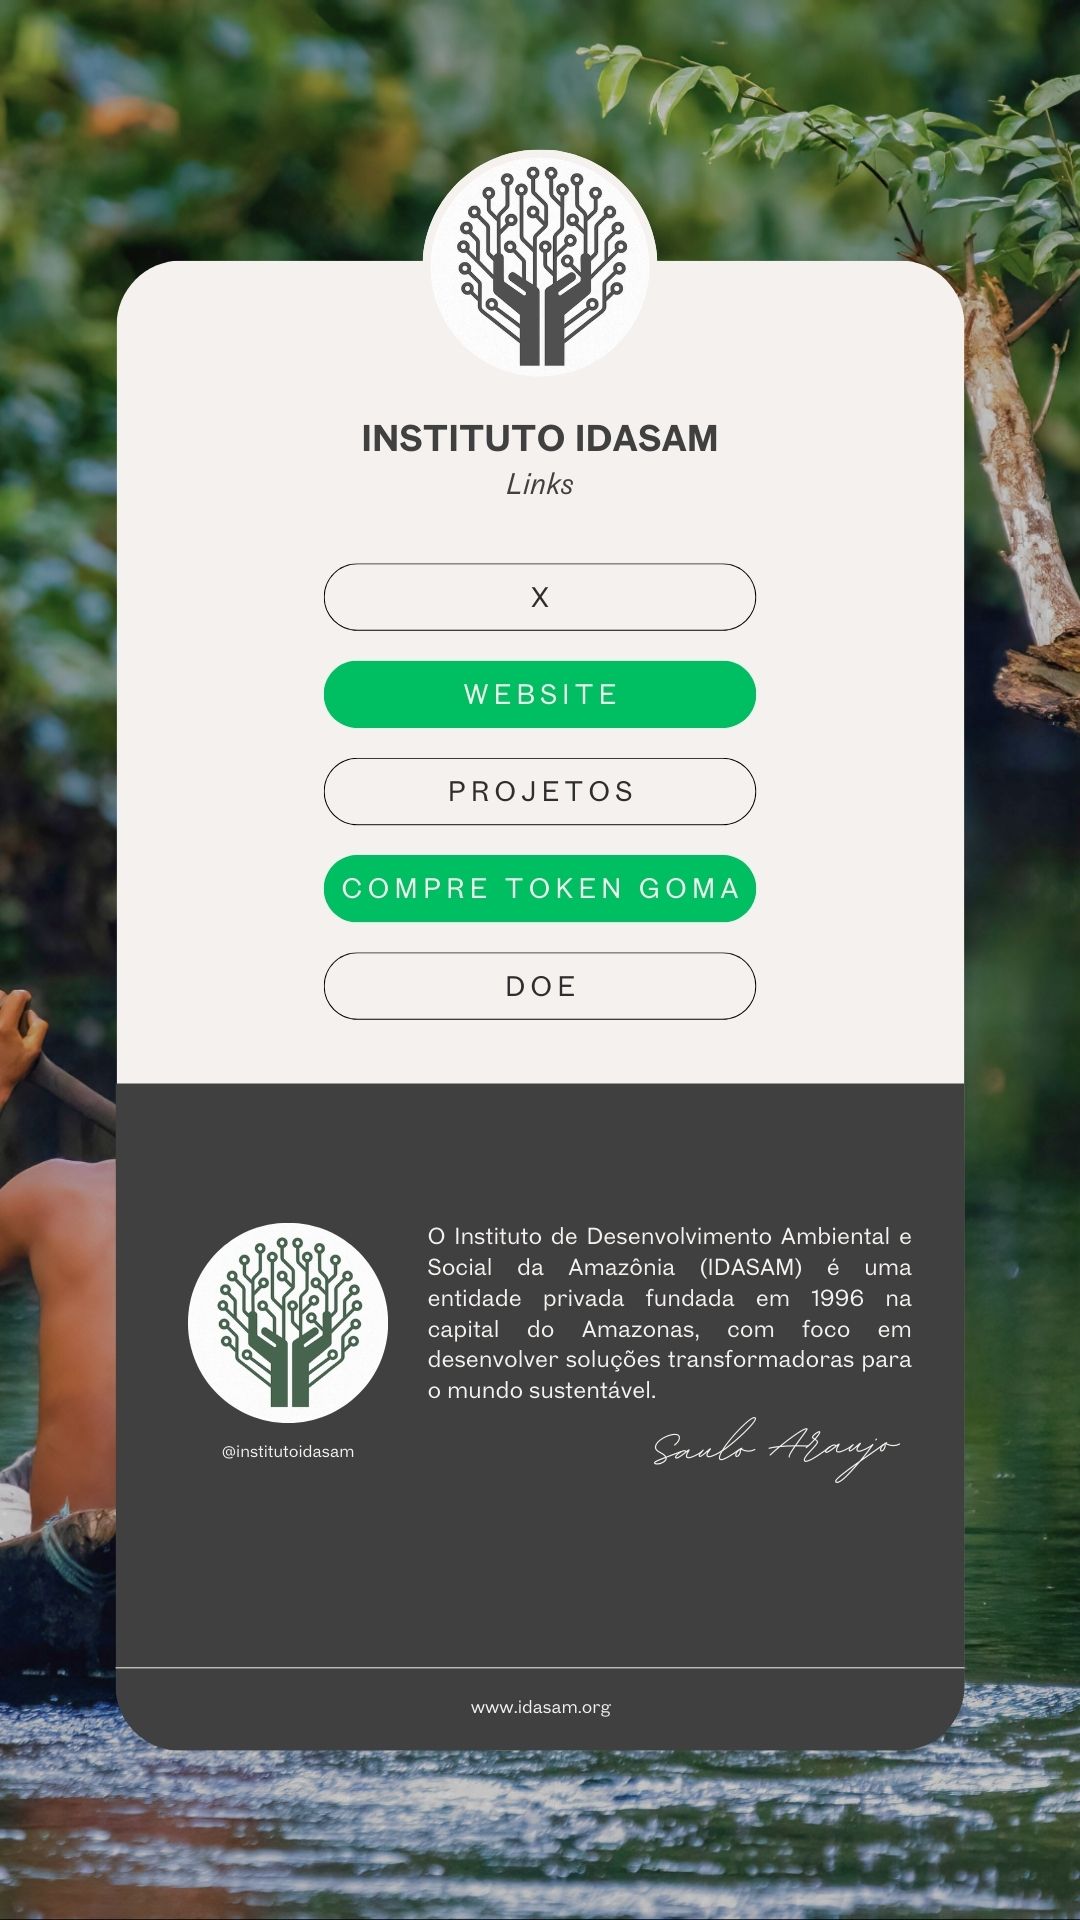 INSTITUTO IDASAM
Links
X
WEBSITE
PROJETOS
COMPRE TOKEN GOMA
DOE
O Instituto de Desenvolvimento Ambiental e
Social da Amazônia (IDASAM) é uma
entidade privada fundada em 1996 na
capital do Amazonas, com foco em
desenvolver soluções transformadoras para
o mundo sustentável.
Saulo Araujo
@institutoidasam
www.idasam.org